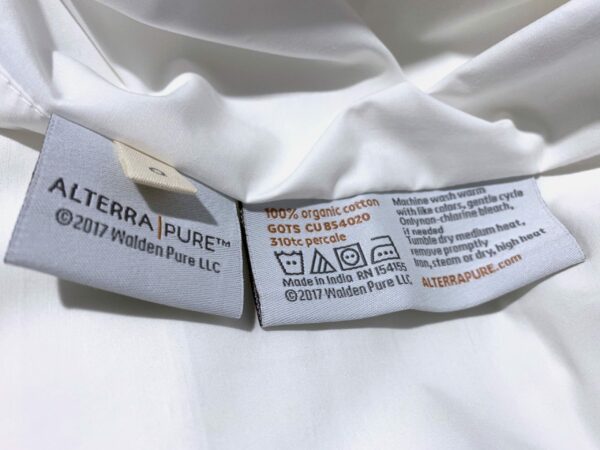 ALTERRA|PURE™
©2017 Walden Pure LLC
100% organic cotton
GOTS CU 854020
310tc percale
Made in India RN 154155
©2017 Walden Pure LLC
Machine wash warm
with like colors, gentle cycle
Only non-chlorine bleach,
if needed
Tumble dry medium heat,
remove promptly
Iron, steam or dry, high heat
ALTERRAPURE.com